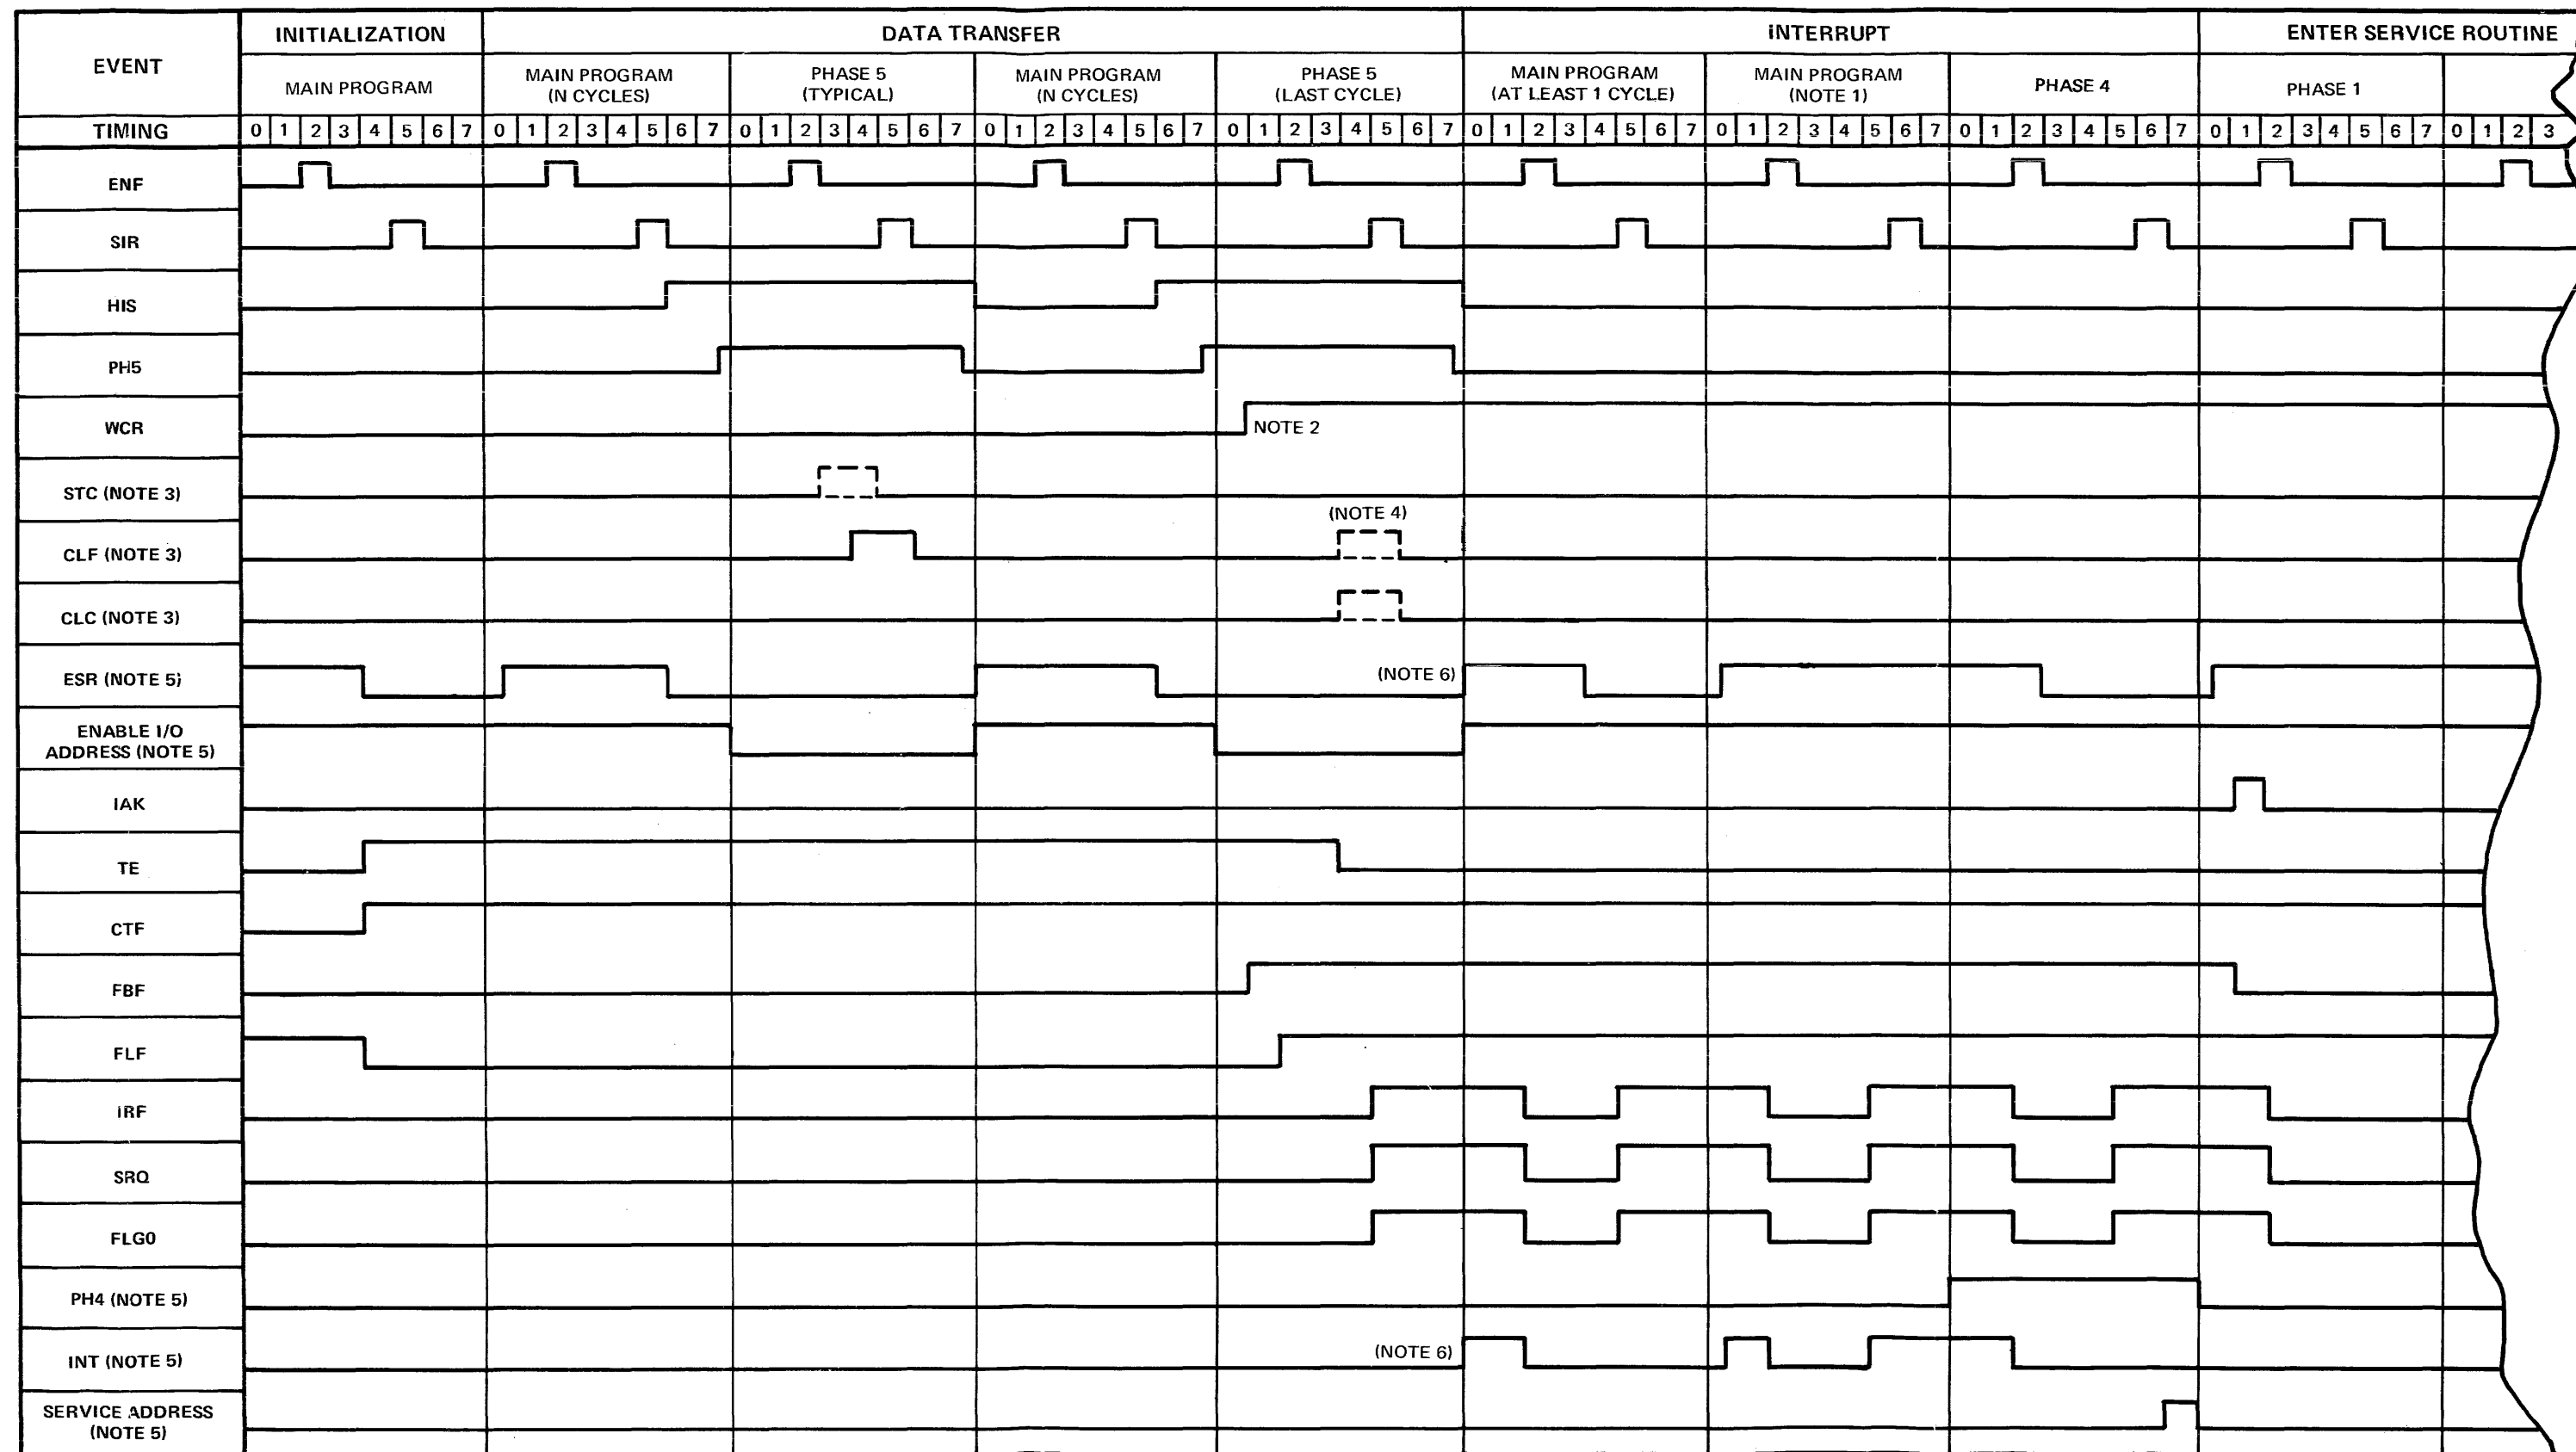 EVENT
INITIALIZATION
DATA TRANSFER
INTERRUPT
ENTER SERVICE ROUTINE
MAIN PROGRAM
MAIN PROGRAM
(N CYCLES)
PHASE 5
(TYPICAL)
MAIN PROGRAM
(N CYCLES)
PHASE 5
(LAST CYCLE)
MAIN PROGRAM
(AT LEAST 1 CYCLE)
MAIN PROGRAM
(NOTE 1)
PHASE 4
PHASE 1
TIMING 0 1 2 3 4 5 6 7 0 1 2 3 4 5 6 7 0 1 2 3 4 5 6 7 0 1 2 3 4 5 6 7 0 1 2 3 4 5 6 7 0 1 2 3 4 5 6 7 0 1 2 3 4 5 6 7 0 1 2 3 4 5 6 7 0 1 2 3 4 5 6 7 0 1 2 3
ENF
SIR
HIS
PH5
WCR
NOTE 2
STC (NOTE 3)
(NOTE 4)
CLF (NOTE 3)
CLC (NOTE 3)
ESR (NOTE 5)
(NOTE 6)
ENABLE I/O
ADDRESS (NOTE 5)
IAK
TE
CTF
FBF
FLF
IRF
SRQ
FLG0
PH4 (NOTE 5)
INT (NOTE 5)
(NOTE 6)
SERVICE ADDRESS
(NOTE 5)